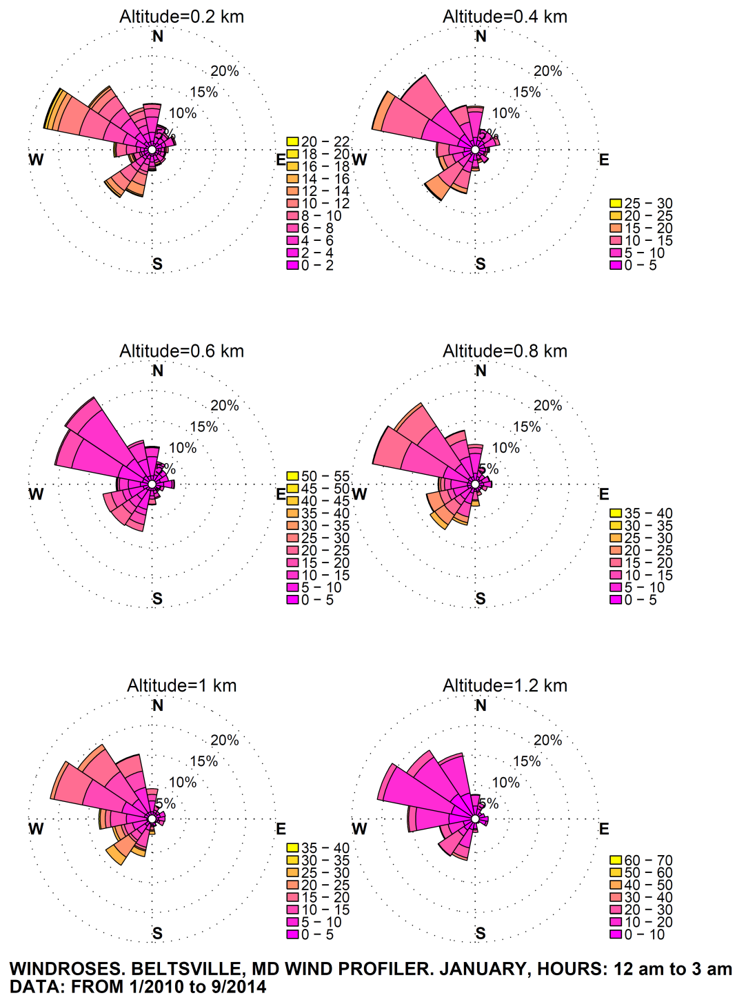 Altitude=0.2 km
N
20%
15%
10%
5%
W
E
S
20 − 22
18 − 20
16 − 18
14 − 16
12 − 14
10 − 12
8 − 10
6 − 8
4 − 6
2 − 4
0 − 2
Altitude=0.4 km
N
20%
15%
10%
5%
W
E
S
25 − 30
20 − 25
15 − 20
10 − 15
5 − 10
0 − 5
Altitude=0.6 km
N
20%
15%
10%
5%
W
E
S
50 − 55
45 − 50
40 − 45
35 − 40
30 − 35
25 − 30
20 − 25
15 − 20
10 − 15
5 − 10
0 − 5
Altitude=0.8 km
N
20%
15%
10%
5%
W
E
S
35 − 40
30 − 35
25 − 30
20 − 25
15 − 20
10 − 15
5 − 10
0 − 5
Altitude=1 km
N
20%
15%
10%
5%
W
E
S
35 − 40
30 − 35
25 − 30
20 − 25
15 − 20
10 − 15
5 − 10
0 − 5
Altitude=1.2 km
N
20%
15%
10%
5%
W
E
S
60 − 70
50 − 60
40 − 50
30 − 40
20 − 30
10 − 20
0 − 10
WINDROSES. BELTSVILLE, MD WIND PROFILER. JANUARY, HOURS: 12 am to 3 am
DATA: FROM 1/2010 to 9/2014